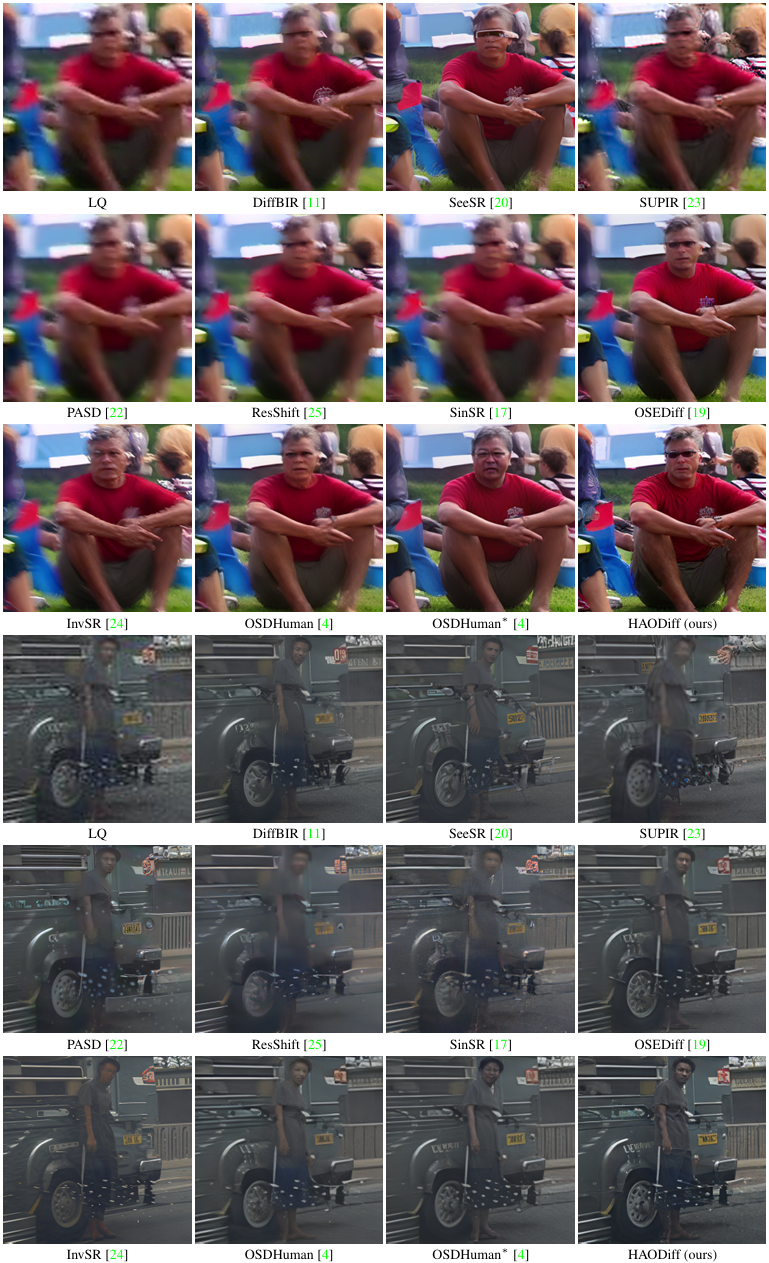 LQ DiffBIR [11] SeeSR [20] SUPIR [23]
PASD [22] ResShift [25] SinSR [17] OSEDiff [19]
InvSR [24] OSDHuman [4] OSDHuman* [4] HAODiff (ours)
LQ DiffBIR [11] SeeSR [20] SUPIR [23]
PASD [22] ResShift [25] SinSR [17] OSEDiff [19]
InvSR [24] OSDHuman [4] OSDHuman* [4] HAODiff (ours)